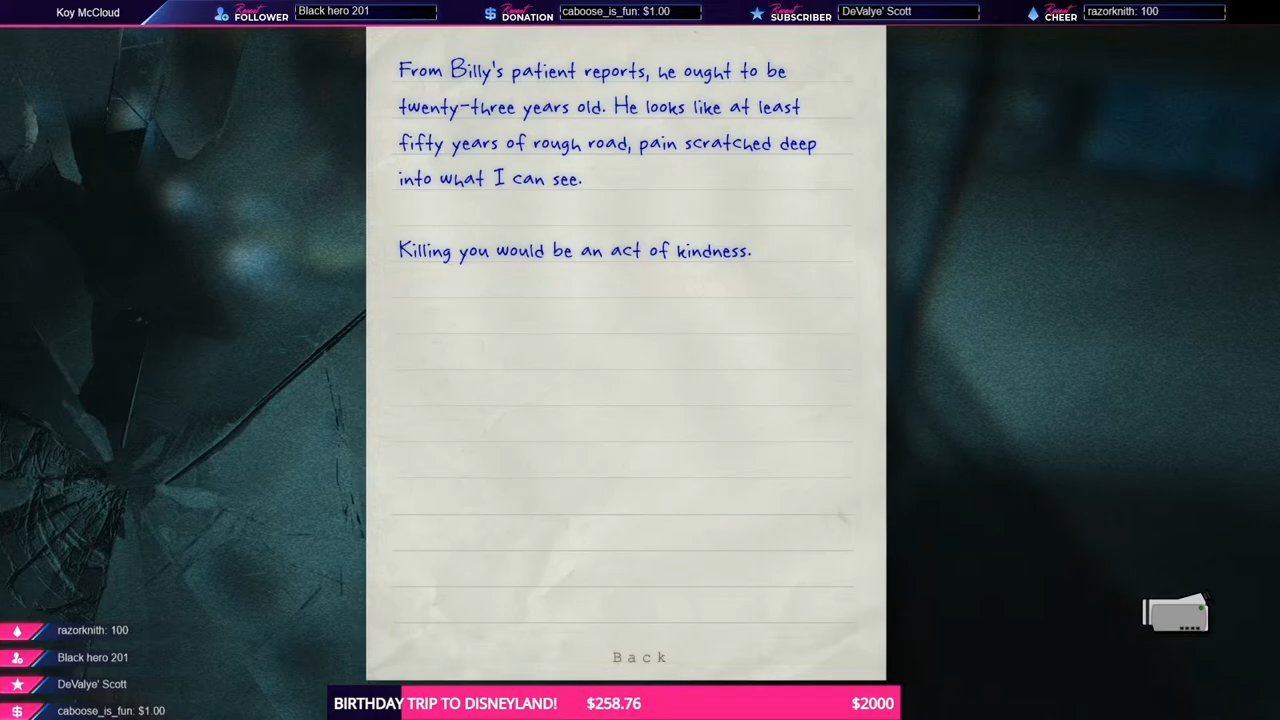 Koy McCloud
Recent FOLLOWER Black hero 201
Recent DONATION caboose_is_fun: $1.00
Recent SUBSCRIBER DeValye' Scott
Recent CHEER razorknith: 100
From Billy's patient reports, he ought to be
twenty-three years old. He looks like at least
fifty years of rough road, pain scratched deep
into what I can see.
Killing you would be an act of kindness.
Back
razorknith: 100
Black hero 201
DeValye' Scott
caboose_is_fun: $1.00
BIRTHDAY TRIP TO DISNEYLAND! $258.76 $2000